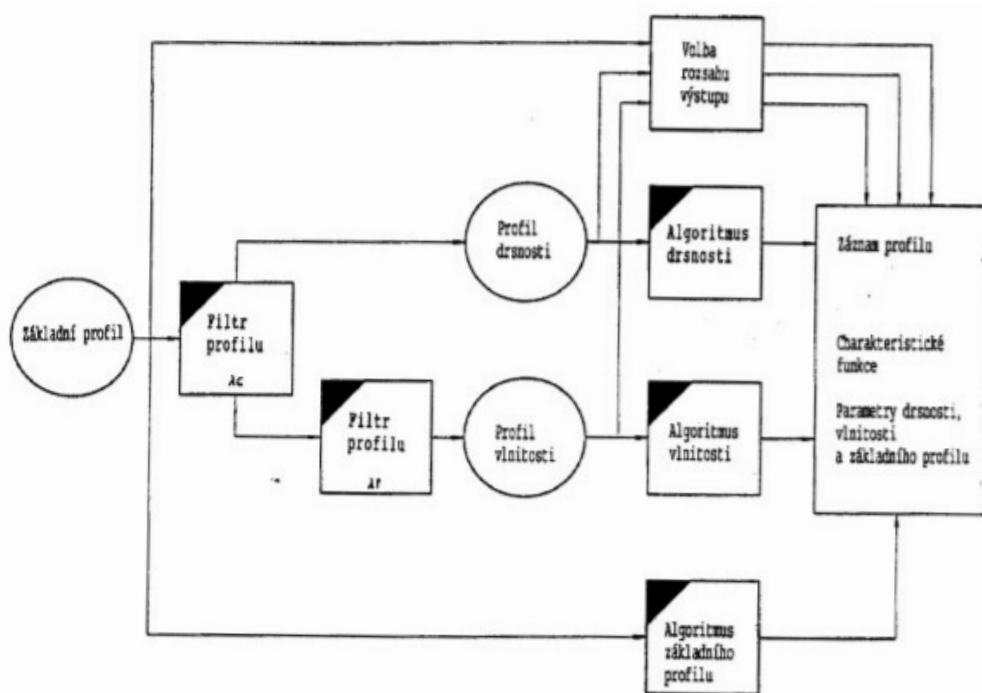 Volba
rozsahu
výstupu
Profil
drsnosti
Algoritmus
drsnosti
Záznam profilu
Základní profil
Filtr
profilu
λc
Charakteristické
funkce
Filtr
profilu
λf
Profil
vlnitosti
Algoritmus
vlnitosti
Parametry drsnosti,
vlnitosti
a základního profilu
Algoritmus
základního
profilu